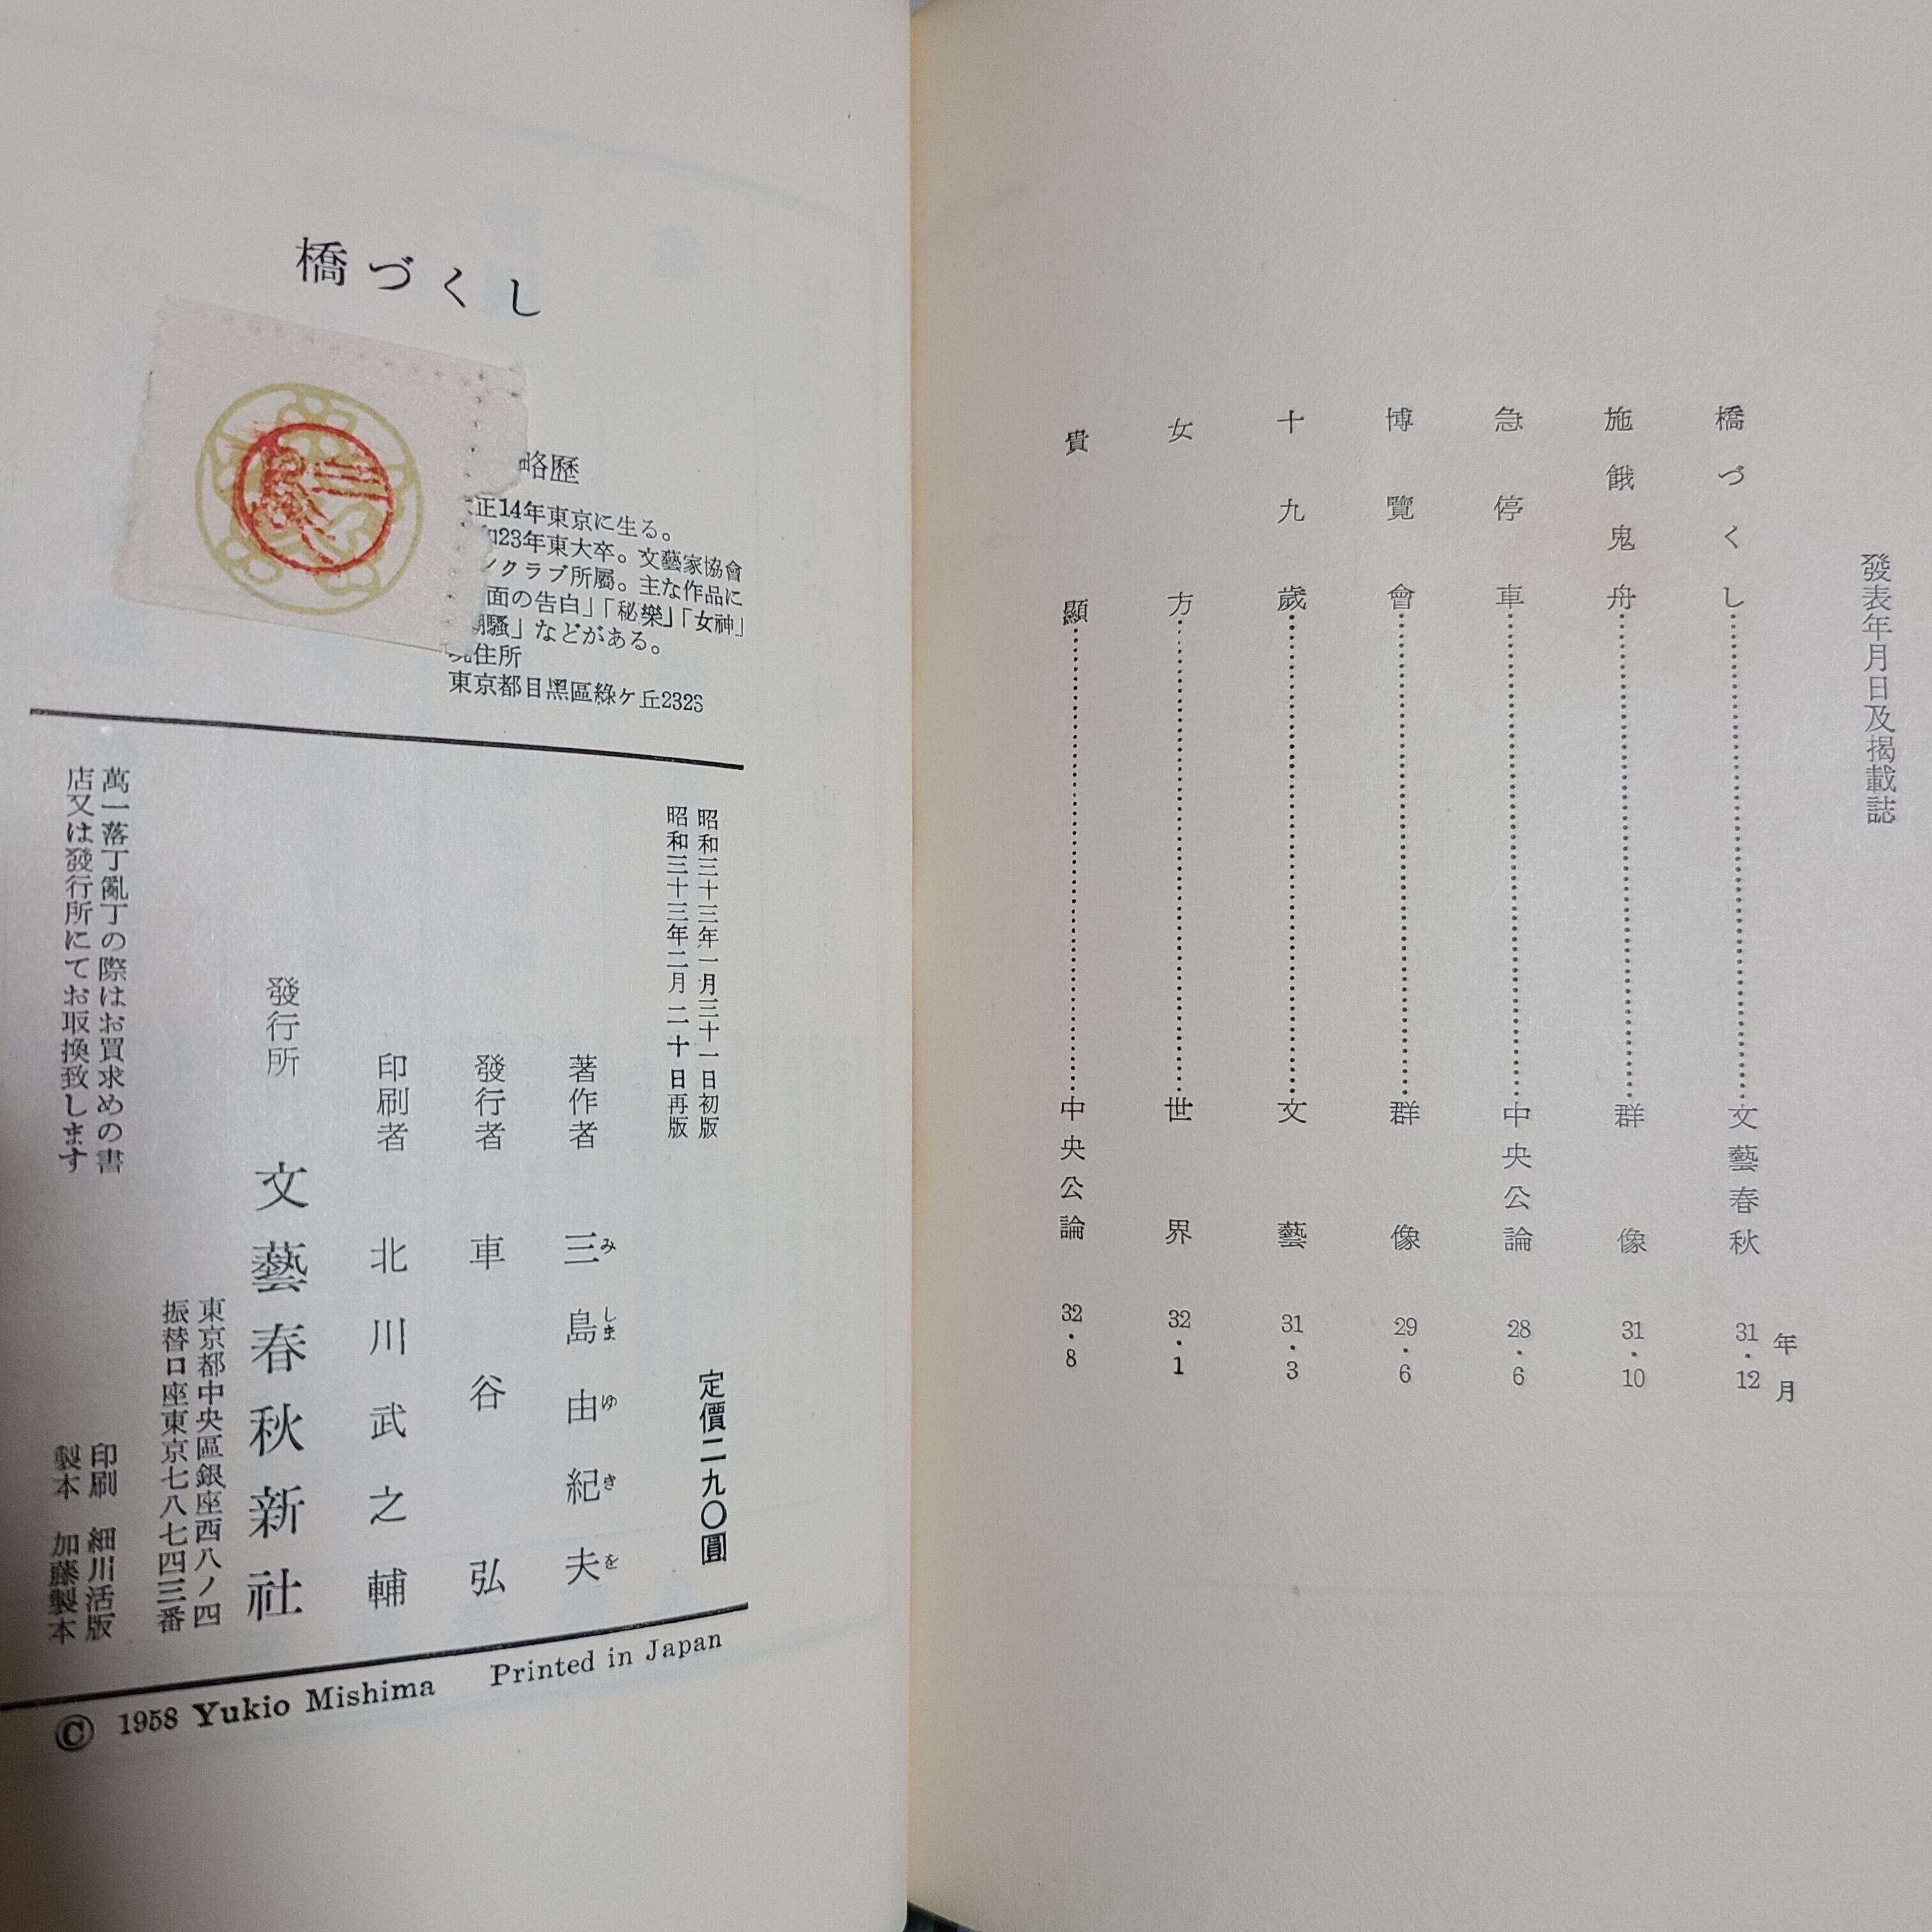 發表年月日及揭載誌
年月
橋づくし……文藝春秋 31・12
施餓鬼舟……群像 31・10
急停車……中央公論 28・6
博覽會……群像 29・6
十九歲……文藝 31・3
女方……世界 32・1
貴顯……中央公論 32・8
橋づくし
略歷
正14年東京に生る。
23年東大卒。文藝家協會
クラブ所屬。主な作品に
面の告白」「秘樂」「女神」
騷」などがある。
住所
東京都目黑區綠ケ丘2323
昭和三十三年一月三十一日初版
昭和三十三年二月二十日再版
定價二九〇圓
著作者 三島由紀夫
みしまゆきを
發行者 車谷弘
印刷者 北川武之輔
發行所 文藝春秋新社
東京都中央區銀座西八ノ四
振替口座東京七八七四三番
印刷 細川活版
製本 加藤製本
萬一落丁亂丁の際はお買求めの書
店又は發行所にてお取換致します
© 1958 Yukio Mishima Printed in Japan